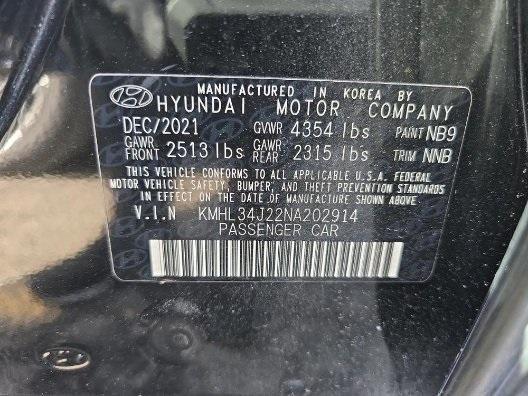 MANUFACTURED IN KOREA BY
HYUNDAI MOTOR COMPANY
DEC/2021 GVWR 4354 lbs PAINT NB9
GAWR FRONT 2513 lbs GAWR REAR 2315 lbs TRIM NNB
THIS VEHICLE CONFORMS TO ALL APPLICABLE U.S.A. FEDERAL
MOTOR VEHICLE SAFETY, BUMPER, AND THEFT PREVENTION STANDARDS
IN EFFECT ON THE DATE OF MANUFACTURE SHOWN ABOVE.
V.I.N KMHL34J22NA202914
PASSENGER CAR